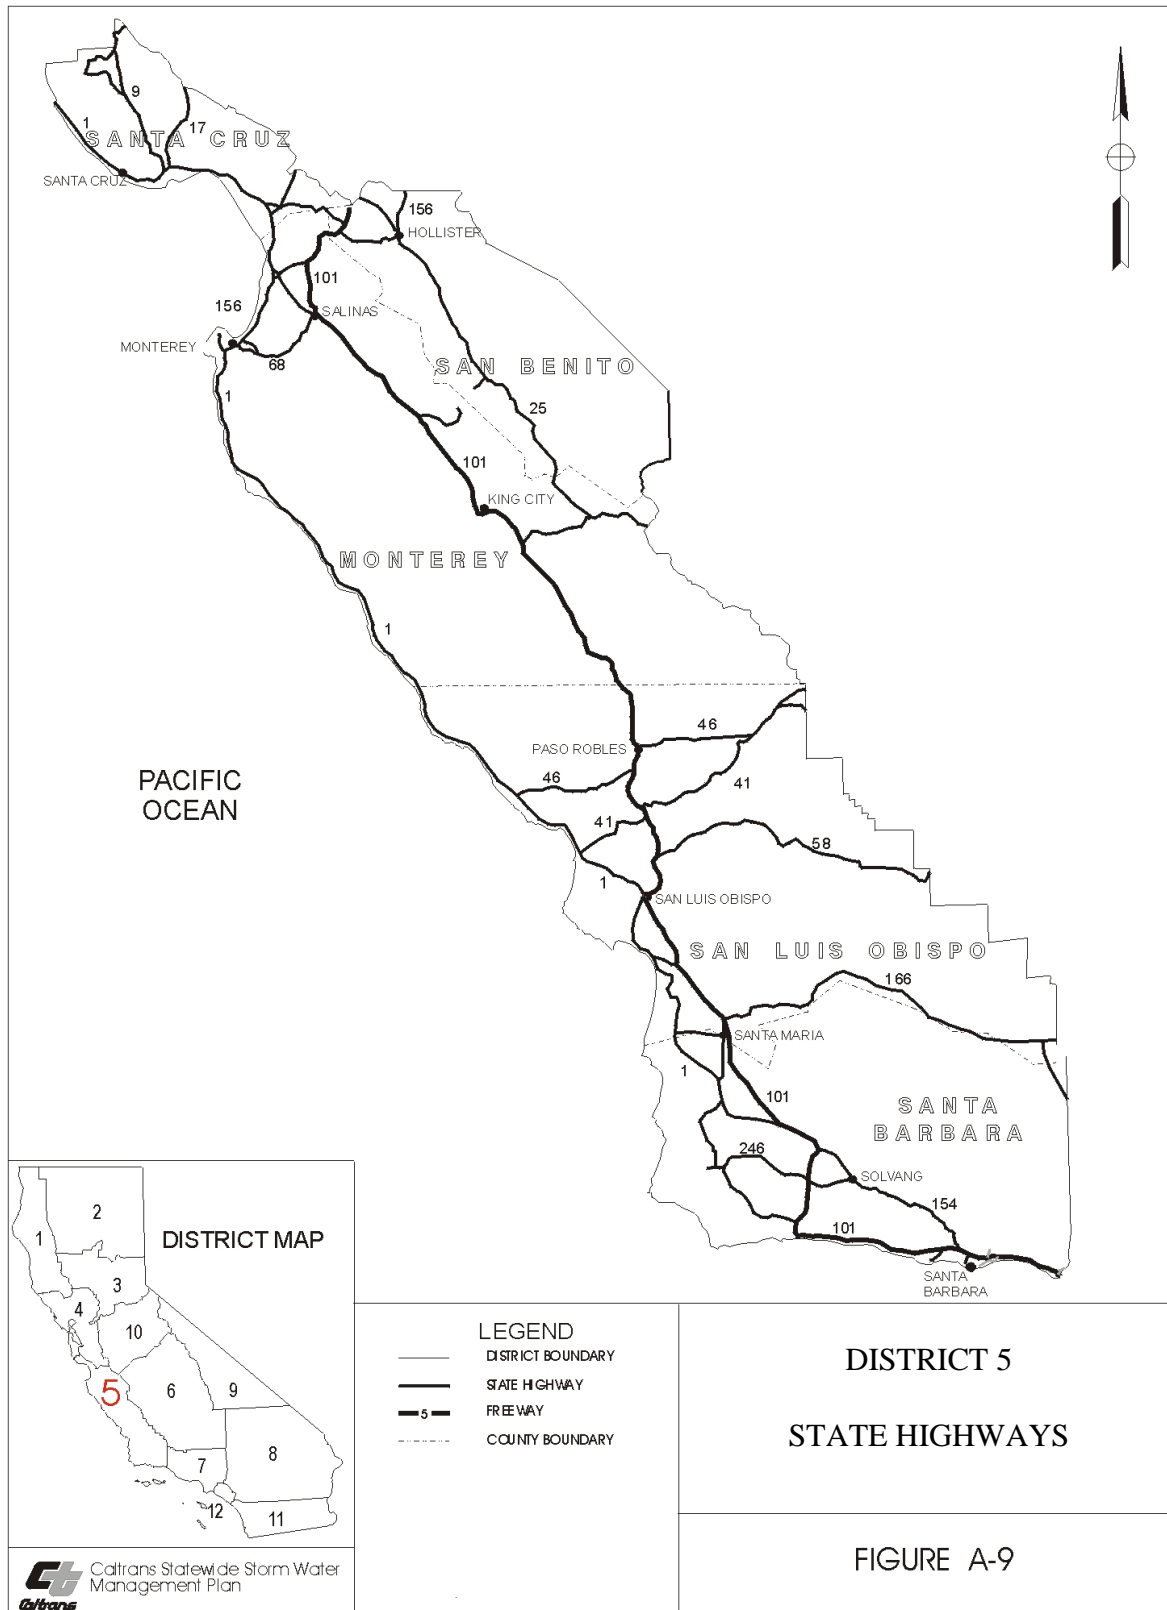 9
1
17
SANTA CRUZ
SANTA CRUZ
156
HOLLISTER
101
156
SALINAS
MONTEREY
68
SAN BENITO
1
25
101
KING CITY
MONTEREY
1
46
PASO ROBLES
46
41
PACIFIC
OCEAN
41
58
1
SAN LUIS OBISPO
SAN LUIS OBISPO
166
SANTA MARIA
1
101
SANTA
BARBARA
246
SOLVANG
154
101
SANTA
BARBARA
DISTRICT MAP
1
2
3
4
10
5
6
9
7
8
12
11
LEGEND
DISTRICT BOUNDARY
STATE HIGHWAY
5 FREEWAY
COUNTY BOUNDARY
DISTRICT 5
STATE HIGHWAYS
FIGURE A-9
Caltrans Statewide Storm Water
Management Plan
ct
Caltrans